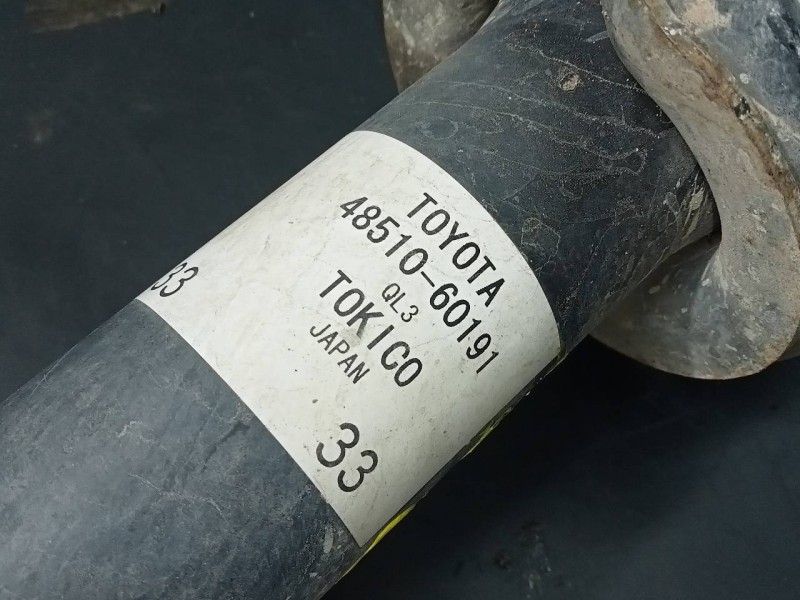 TOYOTA
48510-60191
QL3
TOKICO
JAPAN
33
33